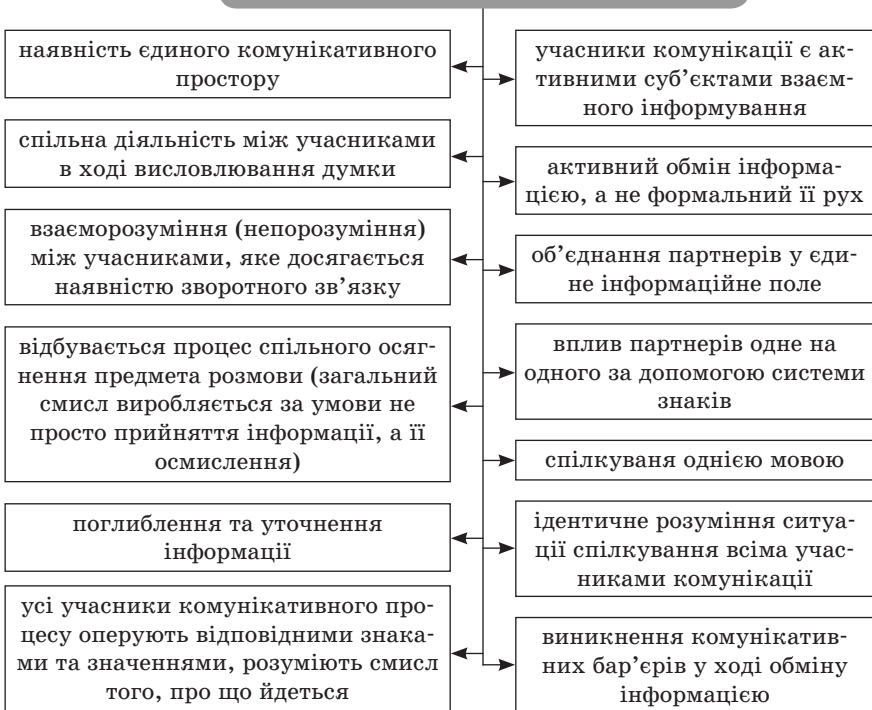 наявність єдиного комунікативного
простору
спільна діяльність між учасниками
в ході висловлювання думки
взаєморозуміння (непорозуміння)
між учасниками, яке досягається
наявністю зворотного зв’язку
відбувається процес спільного осяг-
нення предмета розмови (загальний
смисл виробляється за умови не
просто прийняття інформації, а її
осмислення)
поглиблення та уточнення
інформації
усі учасники комунікативного про-
цесу оперують відповідними знака-
ми та значеннями, розуміють смисл
того, про що йдеться
учасники комунікації є ак-
тивними суб’єктами взаєм-
ного інформування
активний обмін інформа-
цією, а не формальний її рух
об’єднання партнерів у єди-
не інформаційне поле
вплив партнерів одне на
одного за допомогою системи
знаків
спілкуваня однією мовою
ідентичне розуміння ситуа-
ції спілкування всіма учас-
никами комунікації
виникнення комунікатив-
них бар’єрів у ході обміну
інформацією